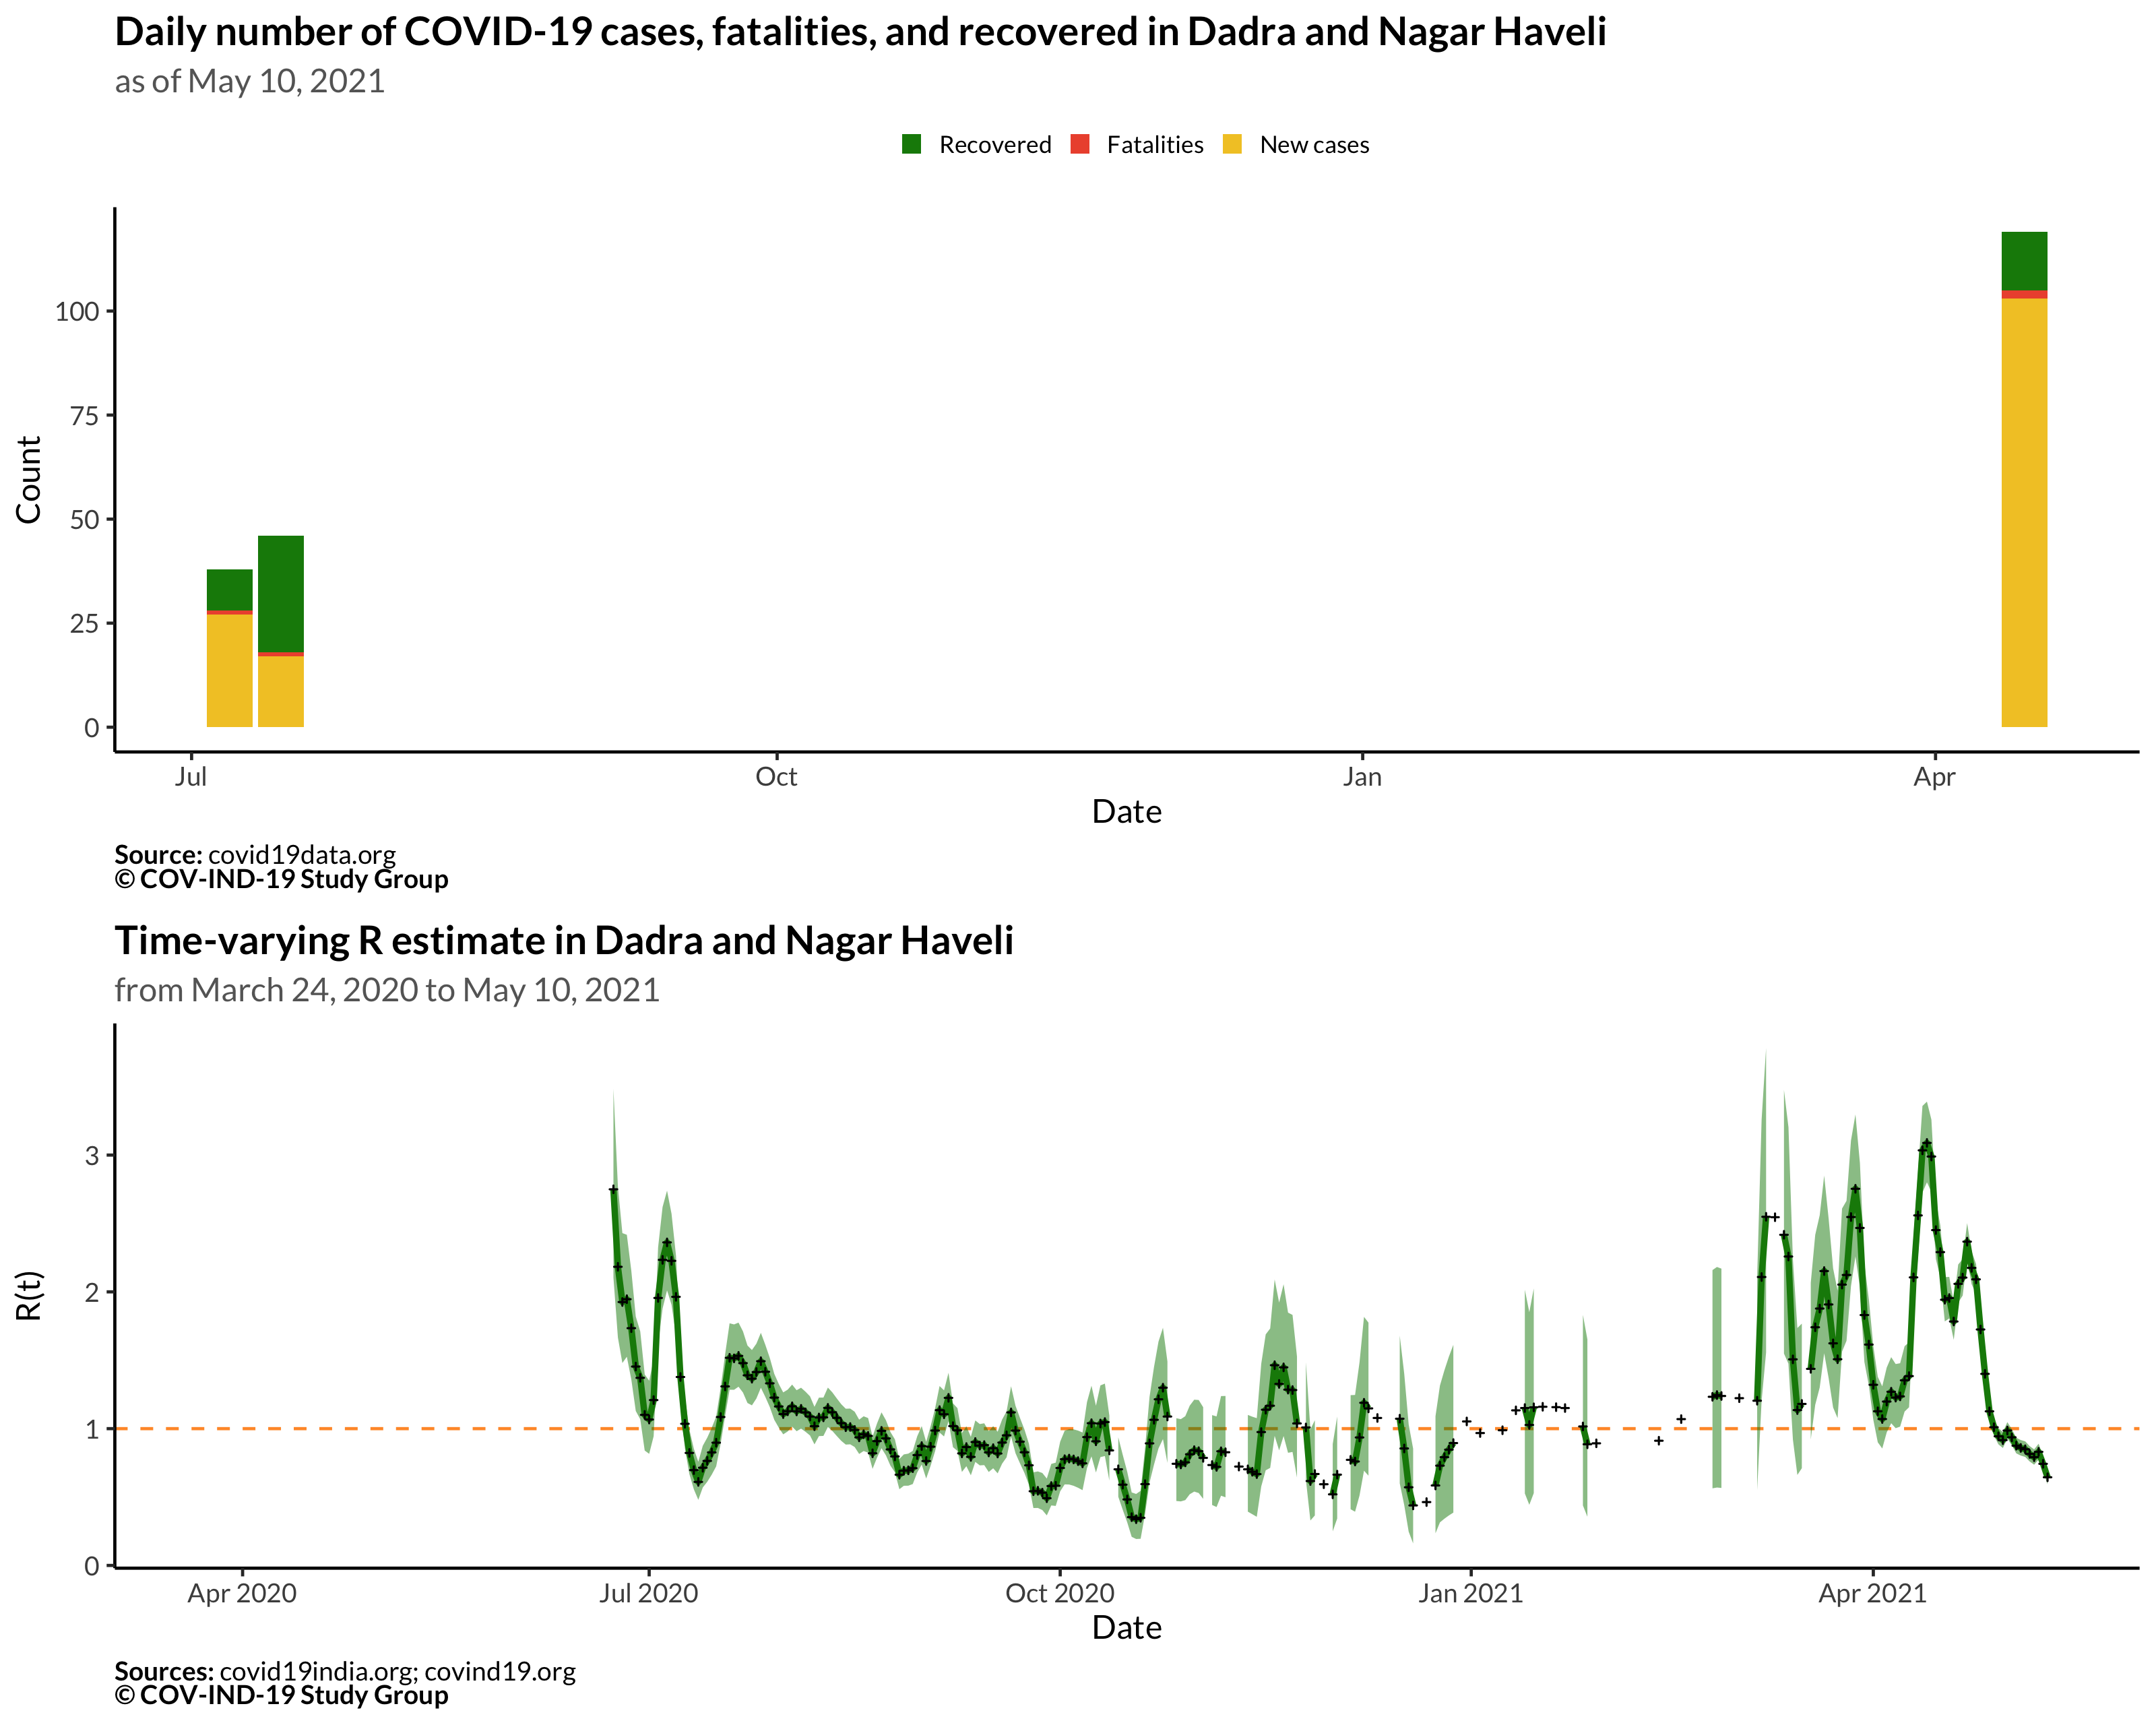 Daily number of COVID-19 cases, fatalities, and recovered in Dadra and Nagar Haveli
as of May 10, 2021
Recovered Fatalities New cases
Count
100
75
50
25
0
Jul Oct Jan Apr
Date
Source: covid19data.org
© COV-IND-19 Study Group
Time-varying R estimate in Dadra and Nagar Haveli
from March 24, 2020 to May 10, 2021
R(t)
3
2
1
0
Apr 2020 Jul 2020 Oct 2020 Jan 2021 Apr 2021
Date
Sources: covid19india.org; covind19.org
© COV-IND-19 Study Group